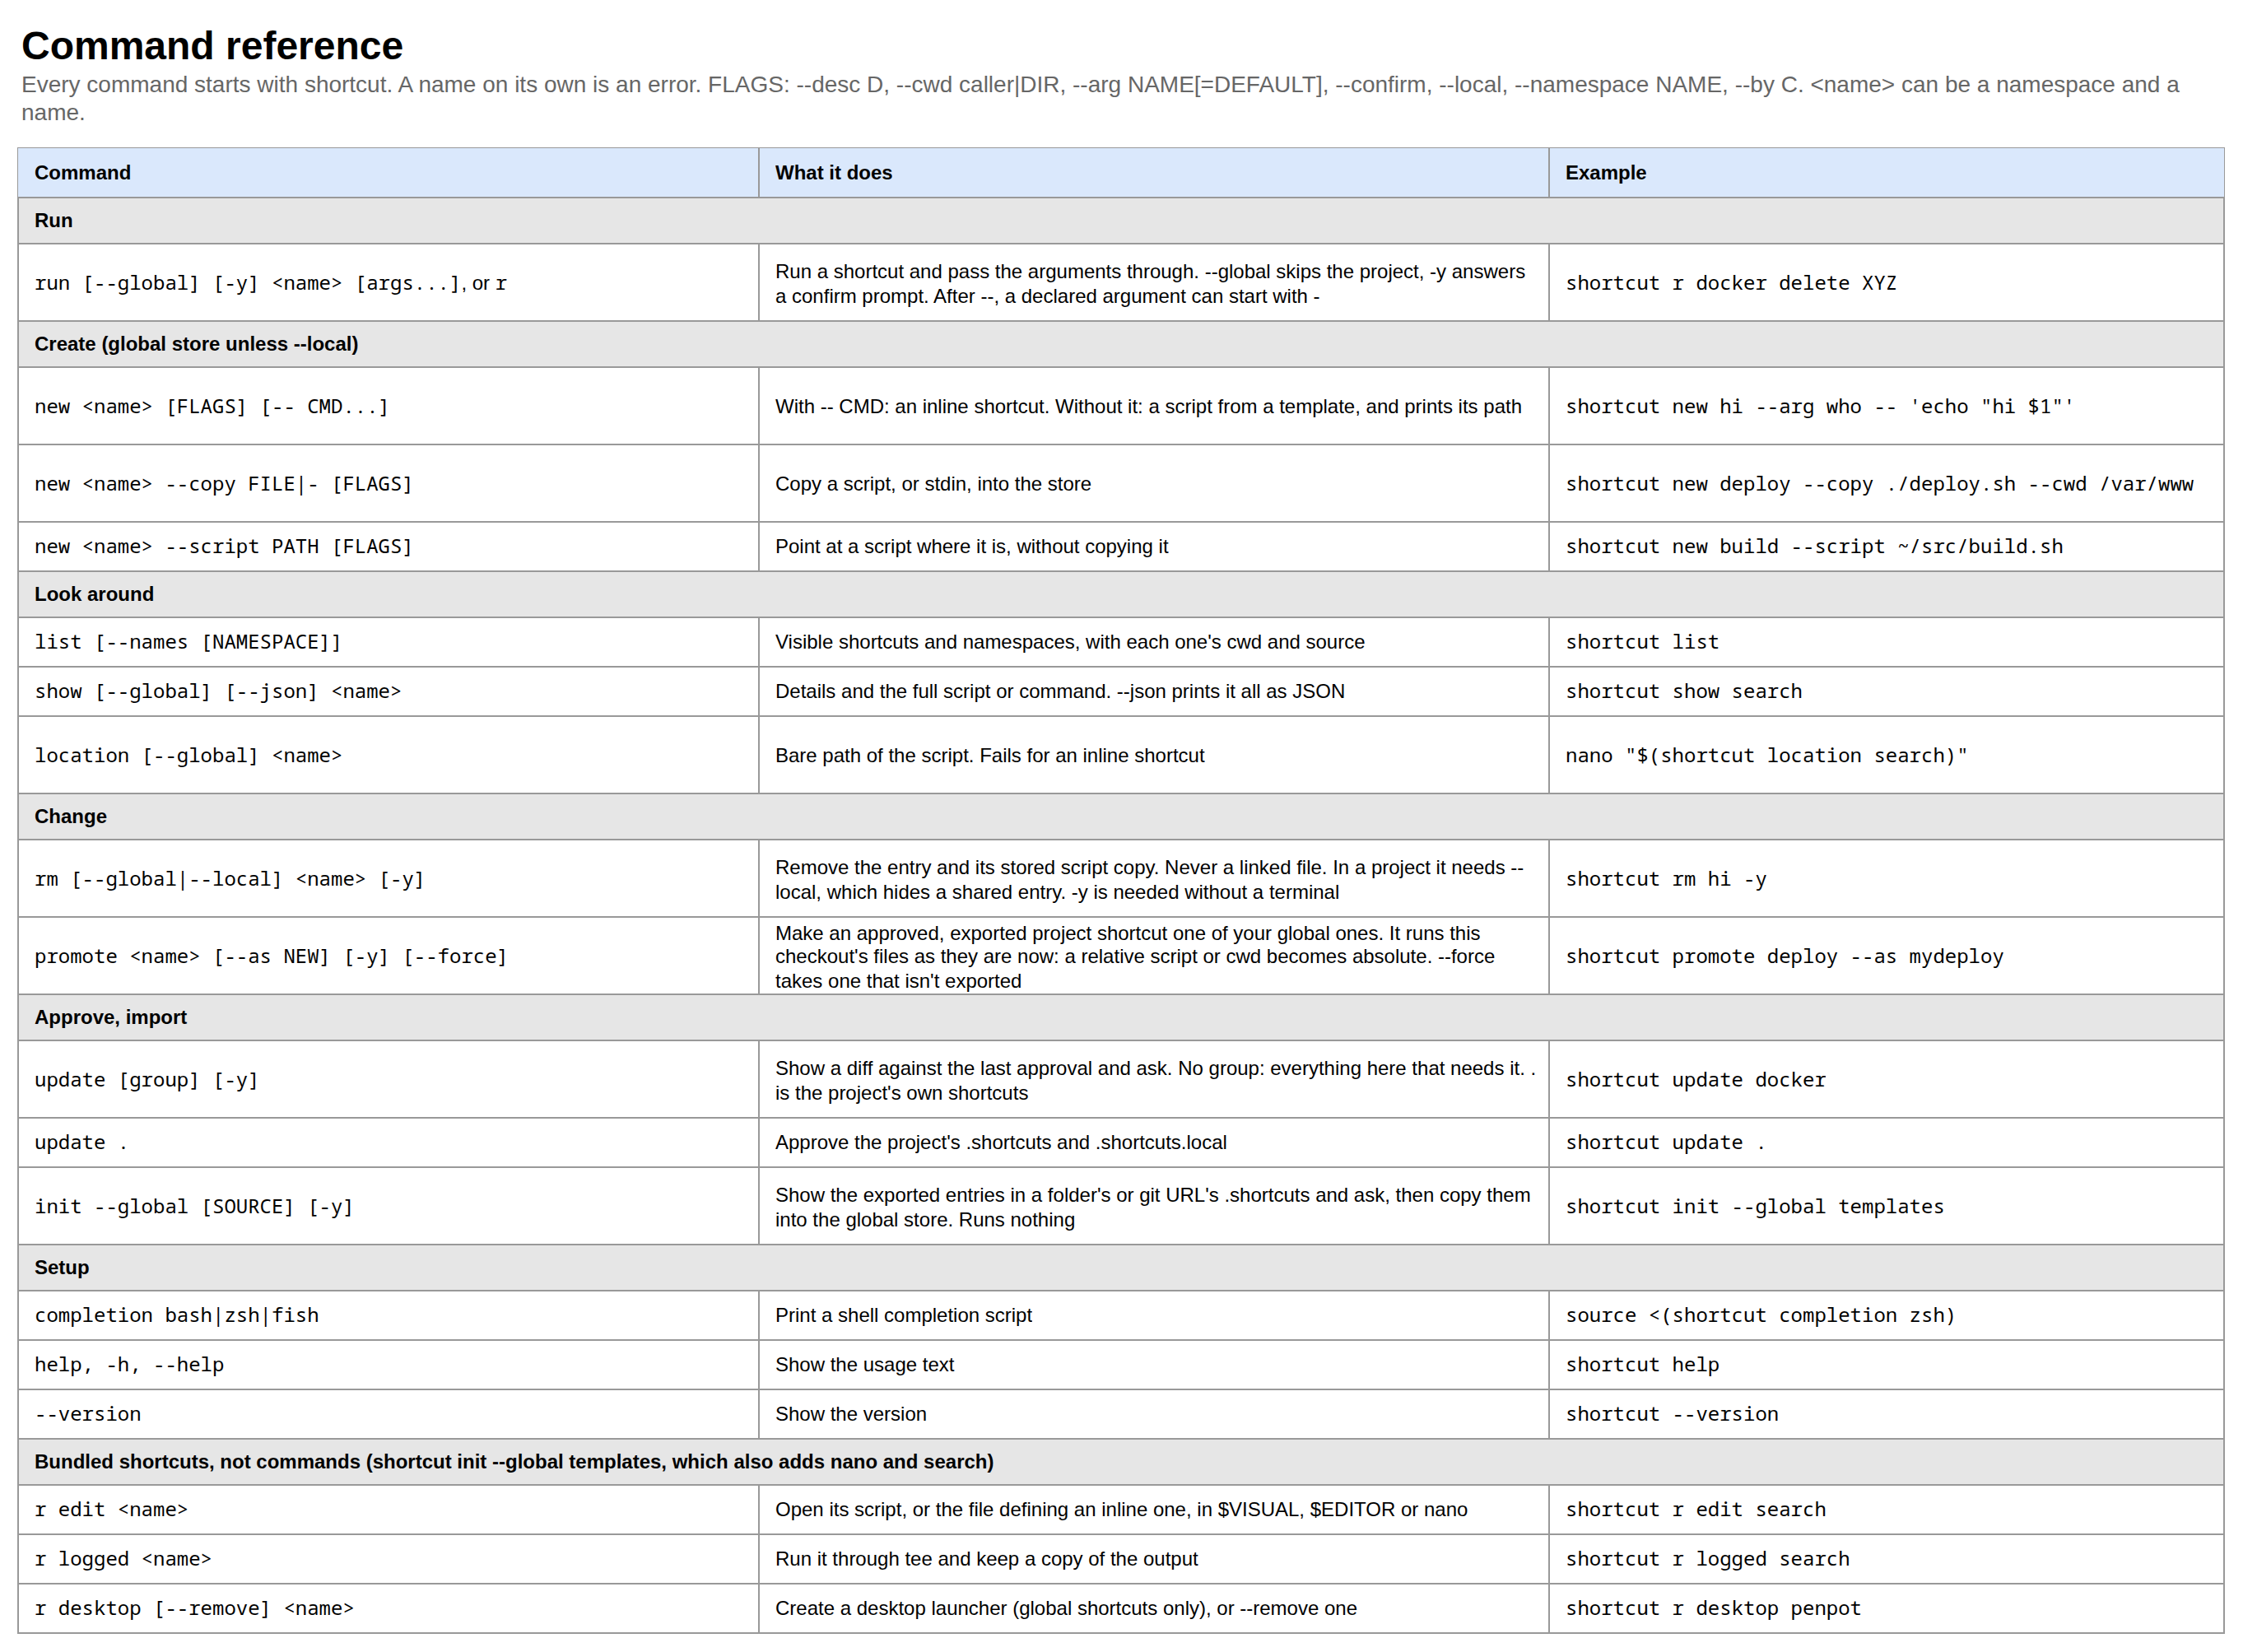 Command reference
Every command starts with shortcut. A name on its own is an error. FLAGS: --desc D, --cwd caller|DIR, --arg NAME[=DEFAULT], --confirm, --local, --namespace NAME, --by C. <name> can be a namespace and a
name.
Command What it does Example
Run
run [--global] [-y] <name> [args...], or r
Run a shortcut and pass the arguments through. --global skips the project, -y answers
a confirm prompt. After --, a declared argument can start with -
shortcut r docker delete XYZ
Create (global store unless --local)
new <name> [FLAGS] [-- CMD...]
With -- CMD: an inline shortcut. Without it: a script from a template, and prints its path
shortcut new hi --arg who -- 'echo "hi $1"'
new <name> --copy FILE|- [FLAGS]
Copy a script, or stdin, into the store
shortcut new deploy --copy ./deploy.sh --cwd /var/www
new <name> --script PATH [FLAGS]
Point at a script where it is, without copying it
shortcut new build --script ~/src/build.sh
Look around
list [--names [NAMESPACE]]
Visible shortcuts and namespaces, with each one's cwd and source
shortcut list
show [--global] [--json] <name>
Details and the full script or command. --json prints it all as JSON
shortcut show search
location [--global] <name>
Bare path of the script. Fails for an inline shortcut
nano "$(shortcut location search)"
Change
rm [--global|--local] <name> [-y]
Remove the entry and its stored script copy. Never a linked file. In a project it needs --
local, which hides a shared entry. -y is needed without a terminal
shortcut rm hi -y
promote <name> [--as NEW] [-y] [--force]
Make an approved, exported project shortcut one of your global ones. It runs this
checkout's files as they are now: a relative script or cwd becomes absolute. --force
takes one that isn't exported
shortcut promote deploy --as mydeploy
Approve, import
update [group] [-y]
Show a diff against the last approval and ask. No group: everything here that needs it. .
is the project's own shortcuts
shortcut update docker
update .
Approve the project's .shortcuts and .shortcuts.local
shortcut update .
init --global [SOURCE] [-y]
Show the exported entries in a folder's or git URL's .shortcuts and ask, then copy them
into the global store. Runs nothing
shortcut init --global templates
Setup
completion bash|zsh|fish
Print a shell completion script
source <(shortcut completion zsh)
help, -h, --help
Show the usage text
shortcut help
--version
Show the version
shortcut --version
Bundled shortcuts, not commands (shortcut init --global templates, which also adds nano and search)
r edit <name>
Open its script, or the file defining an inline one, in $VISUAL, $EDITOR or nano
shortcut r edit search
r logged <name>
Run it through tee and keep a copy of the output
shortcut r logged search
r desktop [--remove] <name>
Create a desktop launcher (global shortcuts only), or --remove one
shortcut r desktop penpot